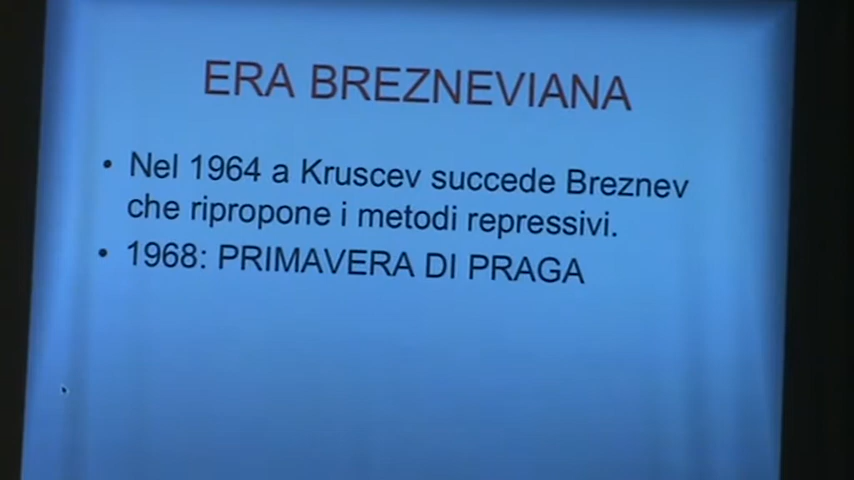 ERA BREZNEVIANA
• Nel 1964 a Kruscev succede Breznev
che ripropone i metodi repressivi.
• 1968: PRIMAVERA DI PRAGA